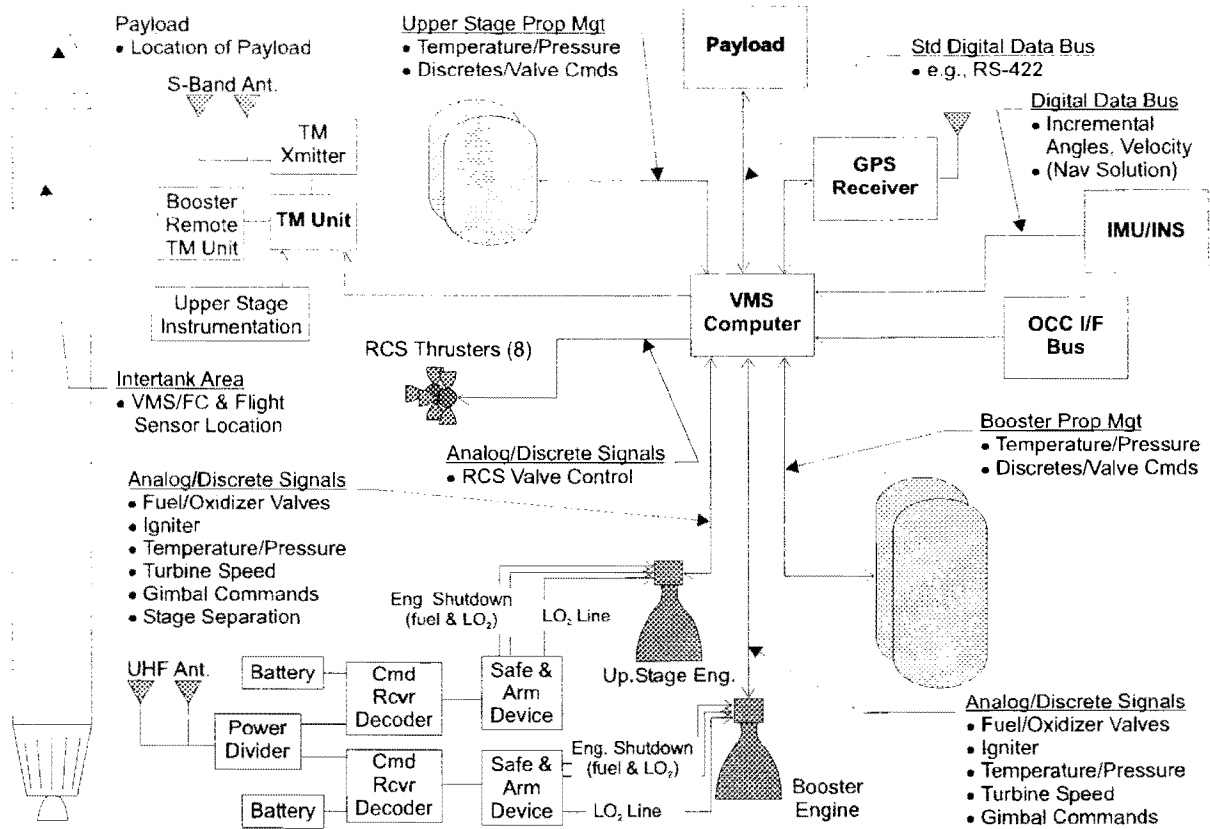 Payload
• Location of Payload
S-Band Ant.
TM
Xmitter
Booster
Remote
TM Unit
TM Unit
Upper Stage
Instrumentation
Intertank Area
• VMS/FC & Flight
Sensor Location
Upper Stage Prop Mgt
• Temperature/Pressure
• Discretes/Valve Cmds
Payload
Std Digital Data Bus
• e.g., RS-422
Digital Data Bus
• Incremental
Angles, Velocity
• (Nav Solution)
GPS
Receiver
IMU/INS
VMS
Computer
OCC I/F
Bus
RCS Thrusters (8)
Analog/Discrete Signals
• RCS Valve Control
Booster Prop Mgt
• Temperature/Pressure
• Discretes/Valve Cmds
Analog/Discrete Signals
• Fuel/Oxidizer Valves
• Igniter
• Temperature/Pressure
• Turbine Speed
• Gimbal Commands
• Stage Separation
Eng. Shutdown
(fuel & LO₂)
LO₂ Line
Up.Stage Eng.
UHF Ant.
Battery
Cmd
Rcvr
Decoder
Safe &
Arm
Device
Power
Divider
Cmd
Rcvr
Decoder
Safe &
Arm
Device
Battery
Eng. Shutdown
(fuel & LO₂)
LO₂ Line
Booster
Engine
Analog/Discrete Signals
• Fuel/Oxidizer Valves
• Igniter
• Temperature/Pressure
• Turbine Speed
• Gimbal Commands